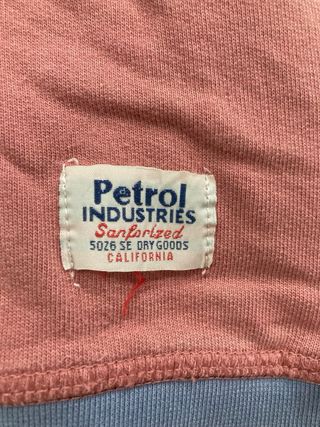 Petrol
INDUSTRIES
Sanforized
5026 SE DRY GOODS
CALIFORNIA